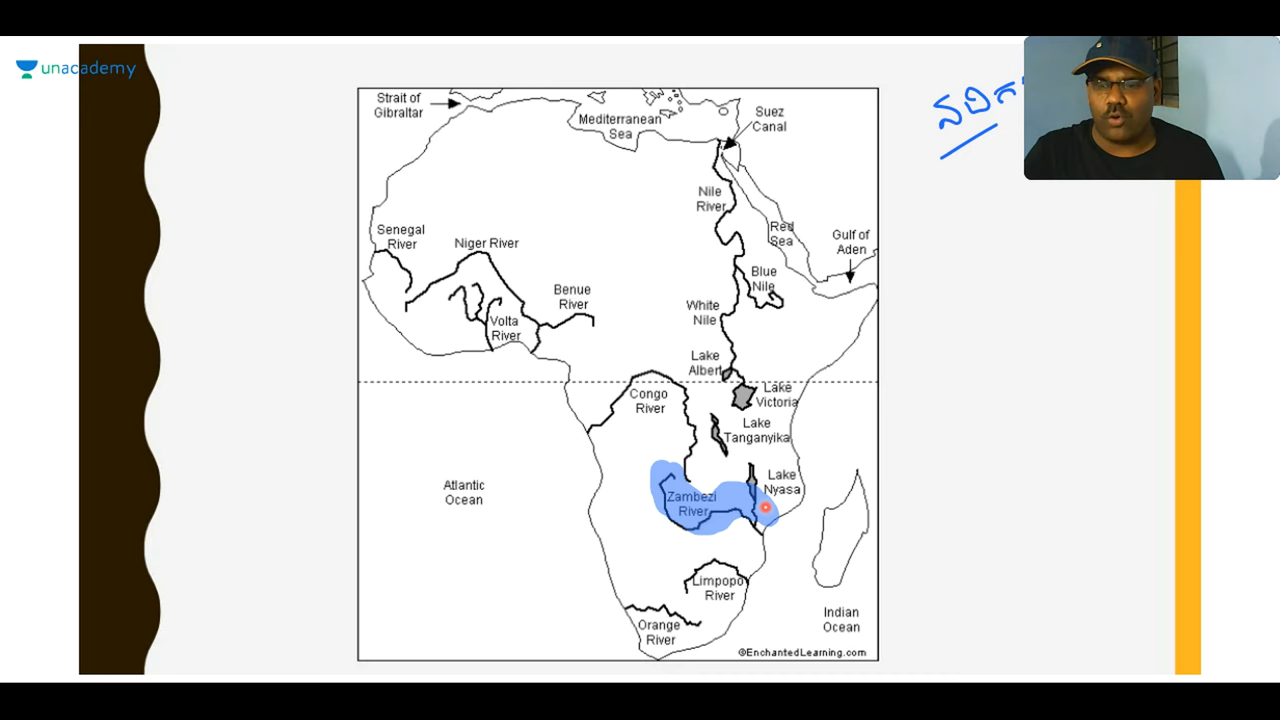 unacademy
Strait of
Gibraltar
Mediterranean
Sea
Suez
Canal
Nile
River
Red
Sea
Gulf of
Aden
Senegal
River
Niger River
Benue
River
Blue
Nile
White
Nile
Volta
River
Lake
Albert
Lake
Victoria
Congo
River
Lake
Tanganyika
Lake
Nyasa
Atlantic
Ocean
Zambezi
River
Limpopo
River
Orange
River
Indian
Ocean
©EnchantedLearning.com